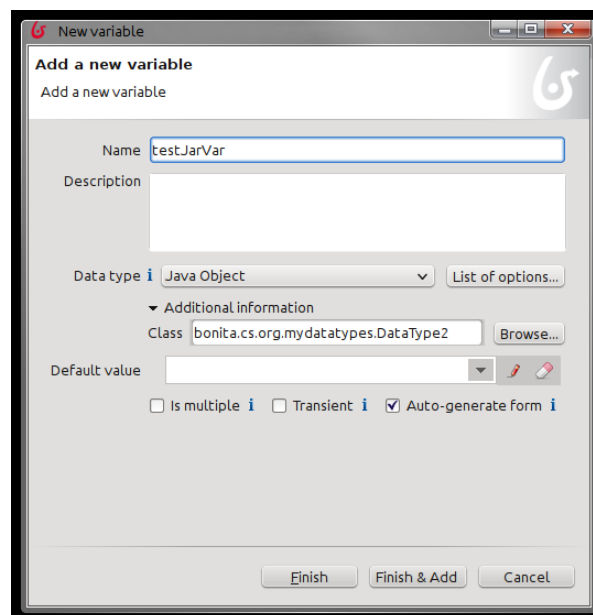 New variable
Add a new variable
Add a new variable
Name testJarVar
Description
Data type i Java Object List of options...
Additional information
Class bonita.cs.org.mydatatypes.DataType2 Browse...
Default value
Is multiple i Transient i Auto-generate form i
Finish Finish & Add Cancel